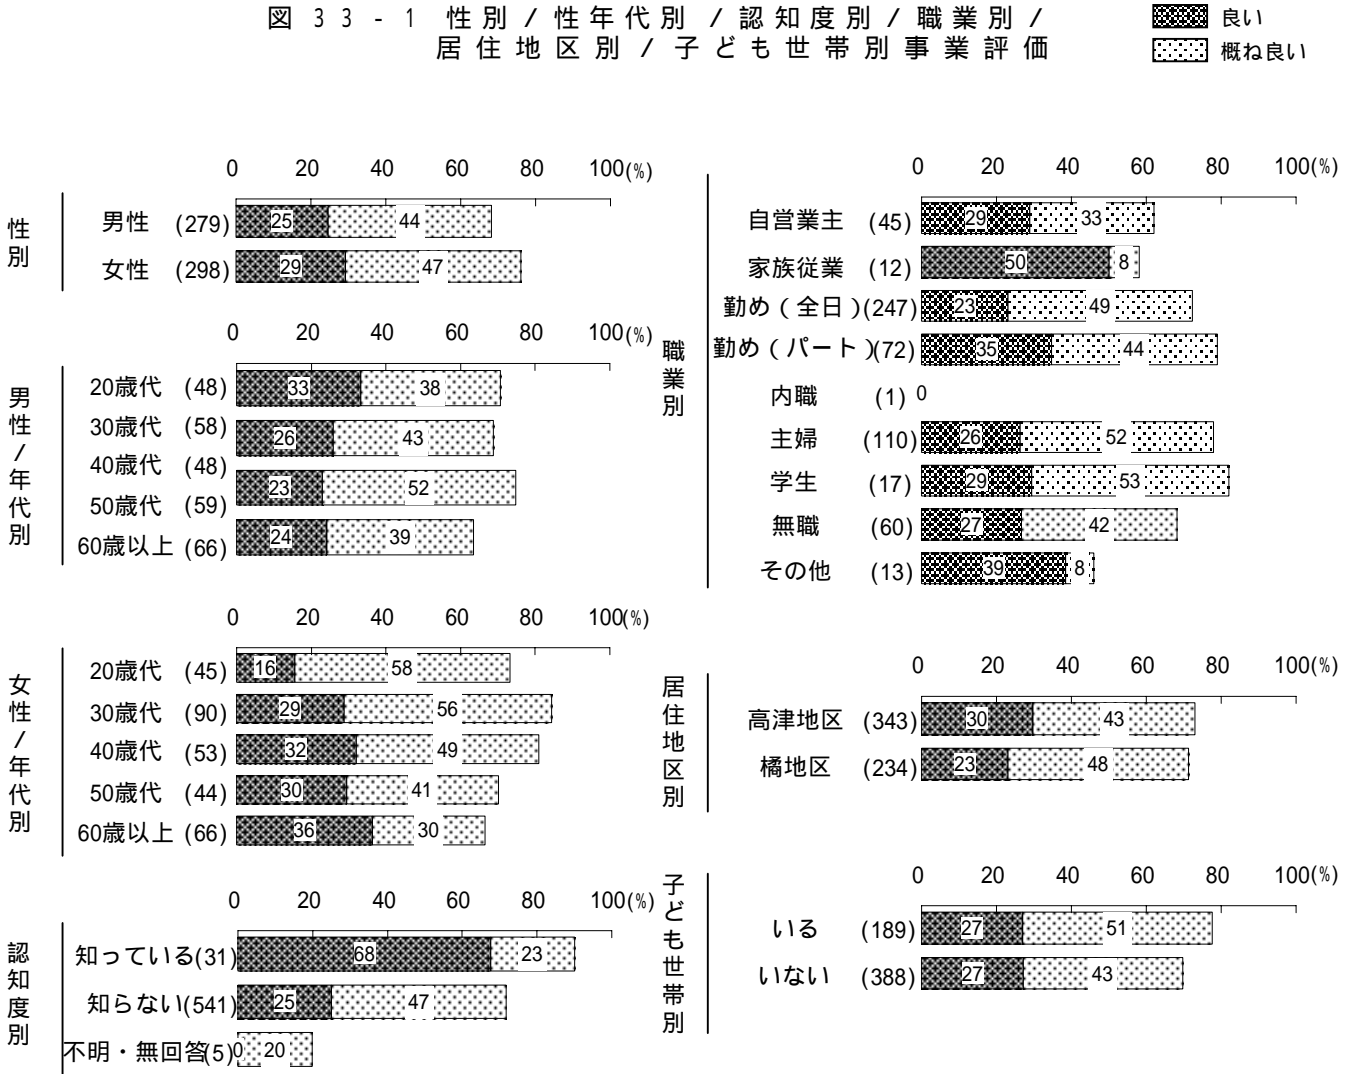 図 33-1 性別/性年代別/認知度別/職業別/
居住地区別/子ども世帯別事業評価
良い
概ね良い
0 20 40 60 80 100(%)
性別
男性 (279) 25 44
女性 (298) 29 47
0 20 40 60 80 100(%)
男性/年代別
20歳代 (48) 33 38
30歳代 (58) 26 43
40歳代 (48)
23 52
50歳代 (59)
60歳以上 (66) 24 39
0 20 40 60 80 100(%)
女性/年代別
20歳代 (45) 16 58
30歳代 (90) 29 56
40歳代 (53) 32 49
50歳代 (44) 30 41
60歳以上 (66) 36 30
0 20 40 60 80 100(%)
認知度別
知っている(31) 68 23
知らない(541) 25 47
不明・無回答(5) 0 20
0 20 40 60 80 100(%)
職業別
自営業主 (45) 29 33
家族従業 (12) 50 8
勤め(全日)(247) 23 49
勤め(パート)(72) 35 44
内職 (1) 0
主婦 (110) 26 52
学生 (17) 29 53
無職 (60) 27 42
その他 (13) 39 8
0 20 40 60 80 100(%)
居住地区別
高津地区 (343) 30 43
橘地区 (234) 23 48
0 20 40 60 80 100(%)
子ども世帯別
いる (189) 27 51
いない (388) 27 43